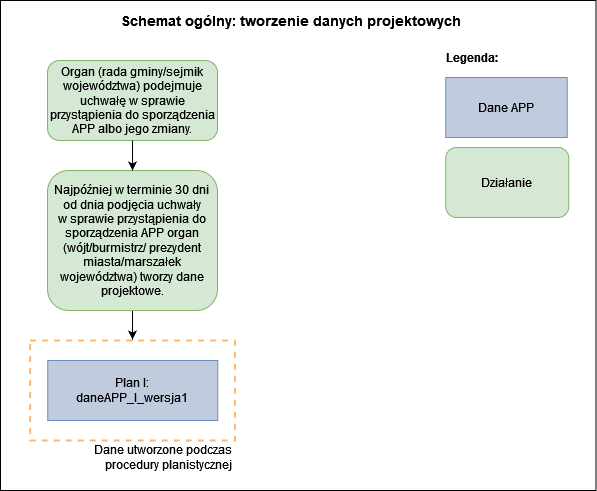 Schemat ogólny: tworzenie danych projektowych
Legenda:
Organ (rada gminy/sejmik
województwa) podejmuje
uchwałę w sprawie
przystąpienia do sporządzenia
APP albo jego zmiany.
Dane APP
Działanie
Najpóźniej w terminie 30 dni
od dnia podjęcia uchwały
w sprawie przystąpienia do
sporządzenia APP organ
(wójt/burmistrz/ prezydent
miasta/marszałek
województwa) tworzy dane
projektowe.
Plan I:
daneAPP_I_wersja1
Dane utworzone podczas
procedury planistycznej